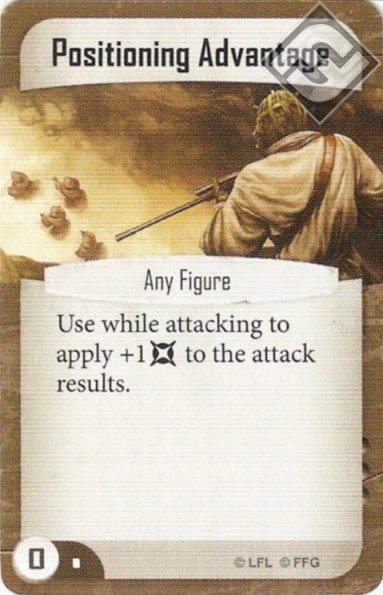 Positioning Advantage
Any Figure
Use while attacking to
apply +1 to the attack
results.
0
© LFL © FFG